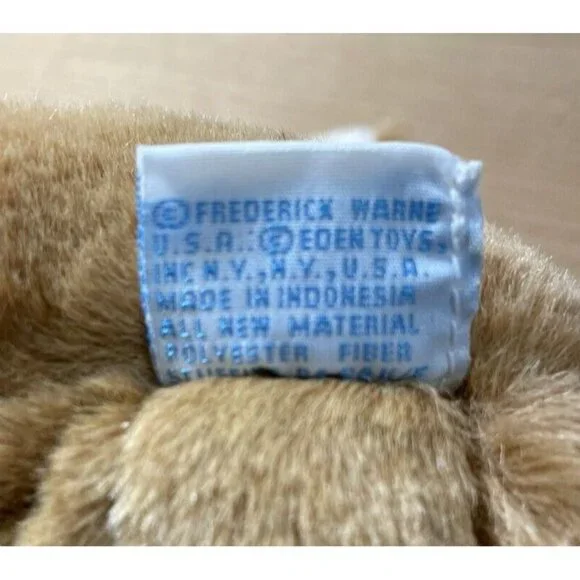 © FREDERICK WARNE
U.S.A. © EDEN TOYS,
INC N.Y., N.Y., U.S.A.
MADE IN INDONESIA
ALL NEW MATERIAL
POLYESTER FIBER